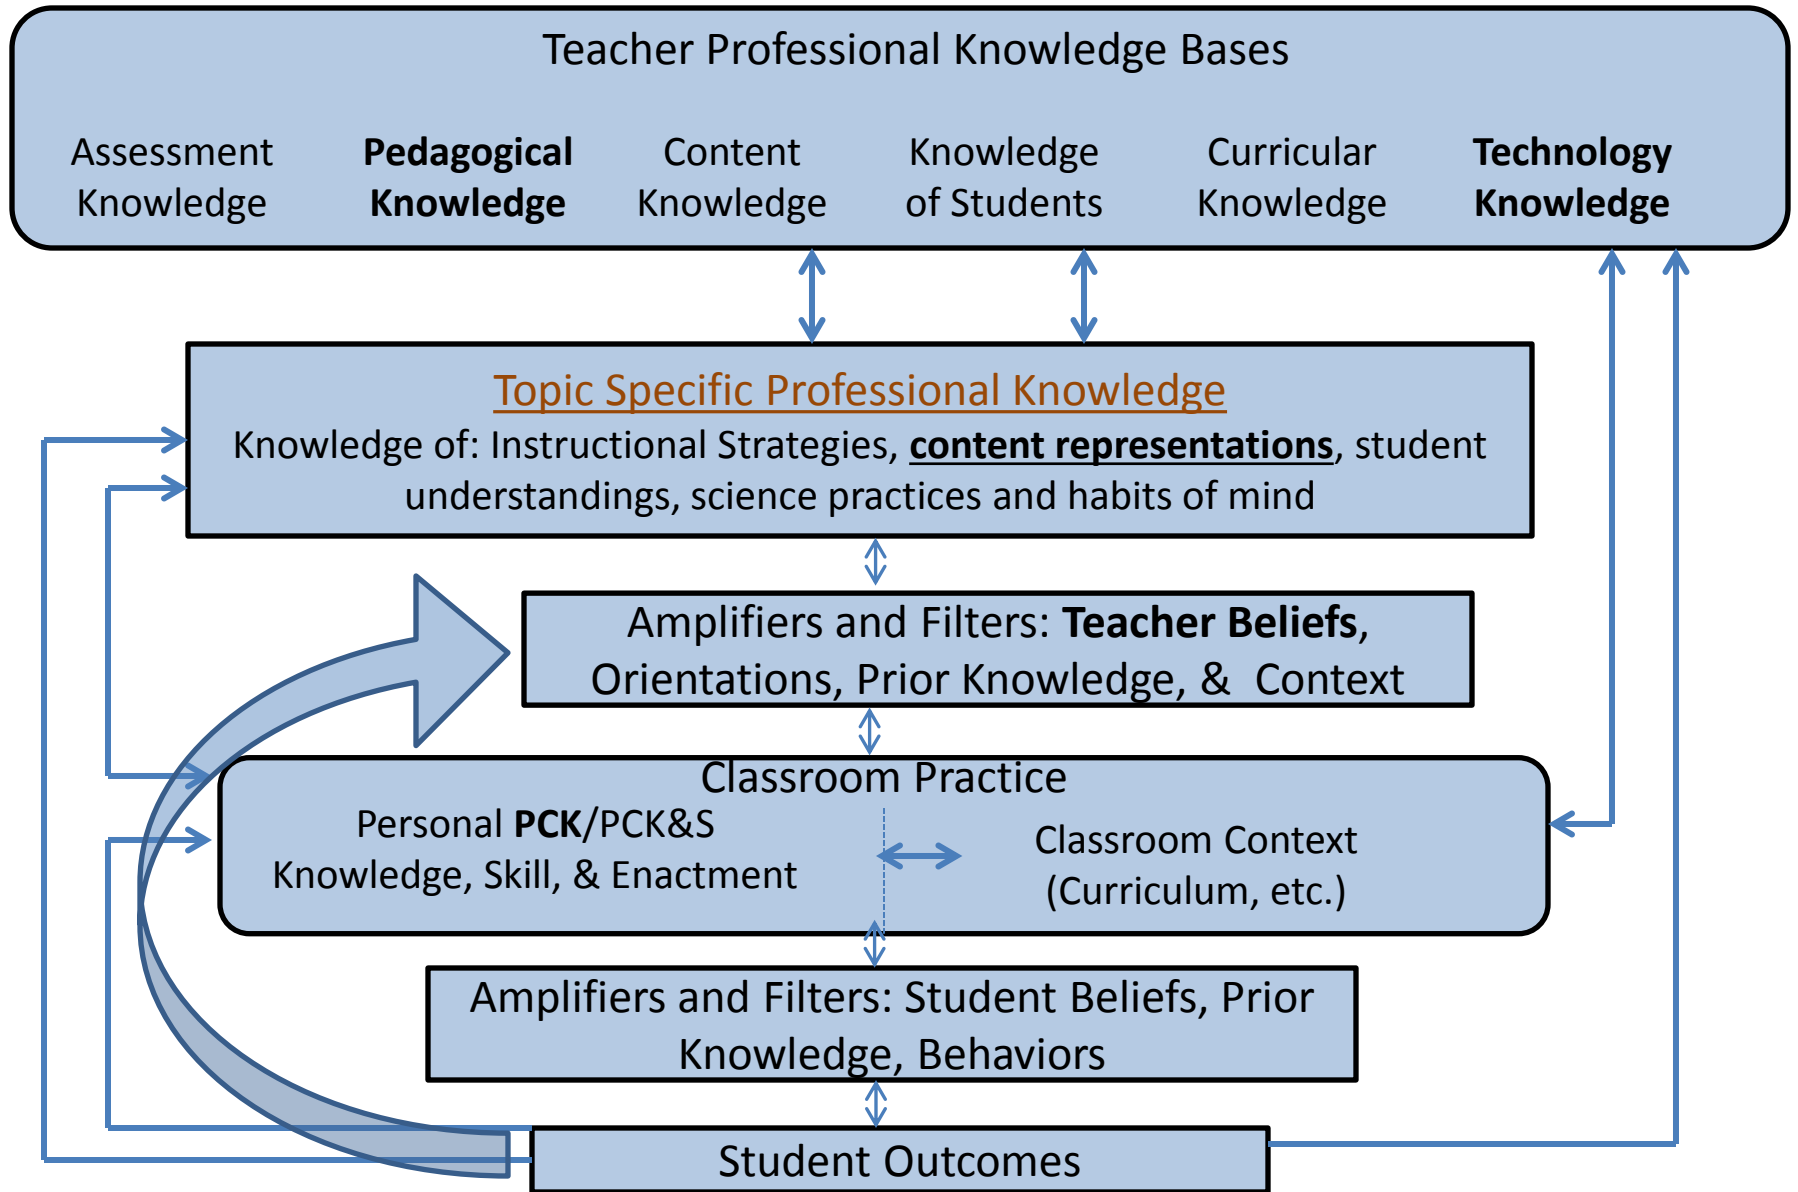 Teacher Professional Knowledge Bases
Assessment Knowledge
Pedagogical Knowledge
Content Knowledge
Knowledge of Students
Curricular Knowledge
Technology Knowledge
Topic Specific Professional Knowledge
Knowledge of: Instructional Strategies, content representations, student
understandings, science practices and habits of mind
Amplifiers and Filters: Teacher Beliefs,
Orientations, Prior Knowledge, & Context
Classroom Practice
Personal PCK/PCK&S
Knowledge, Skill, & Enactment
Classroom Context
(Curriculum, etc.)
Amplifiers and Filters: Student Beliefs, Prior
Knowledge, Behaviors
Student Outcomes